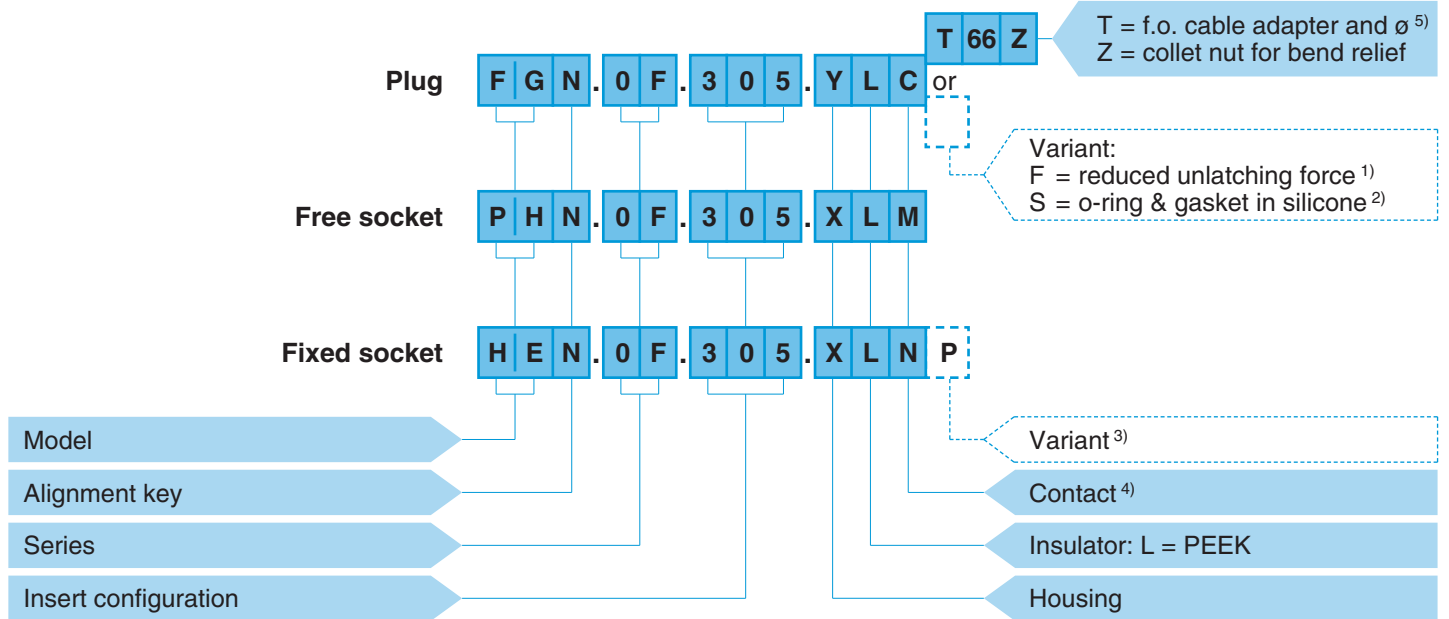 T 66 Z
T = f.o. cable adapter and ø 5)
Z = collet nut for bend relief
Plug F G N . 0 F . 3 0 5 . Y L C or
Variant:
F = reduced unlatching force 1)
S = o-ring & gasket in silicone 2)
Free socket P H N . 0 F . 3 0 5 . X L M
Fixed socket H E N . 0 F . 3 0 5 . X L N P
Model
Variant 3)
Alignment key
Contact 4)
Series
Insulator: L = PEEK
Insert configuration
Housing